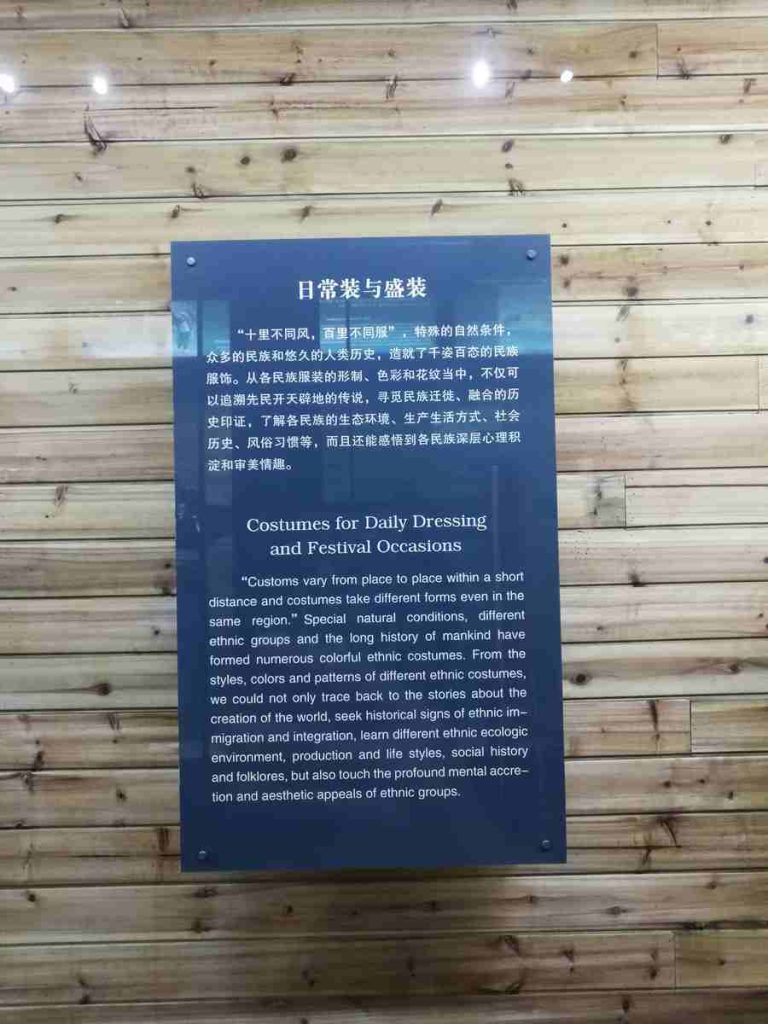 日常装与盛装
“十里不同风，百里不同服”，特殊的自然条件，
众多的民族和悠久的人类历史，造就了千姿百态的民族
服饰。从各民族服装的形制、色彩和花纹当中，不仅可
以追溯先民开天辟地的传说，寻觅民族迁徙、融合的历
史印证，了解各民族的生态环境、生产生活方式、社会
历史、风俗习惯等，而且还能感悟到各民族深层心理积
淀和审美情趣。
Costumes for Daily Dressing
and Festival Occasions
“Customs vary from place to place within a short
distance and costumes take different forms even in the
same region.” Special natural conditions, different
ethnic groups and the long history of mankind have
formed numerous colorful ethnic costumes. From the
styles, colors and patterns of different ethnic costumes,
we could not only trace back to the stories about the
creation of the world, seek historical signs of ethnic im-
migration and integration, learn different ethnic ecologic
environment, production and life styles, social history
and folklores, but also touch the profound mental accre-
tion and aesthetic appeals of ethnic groups.